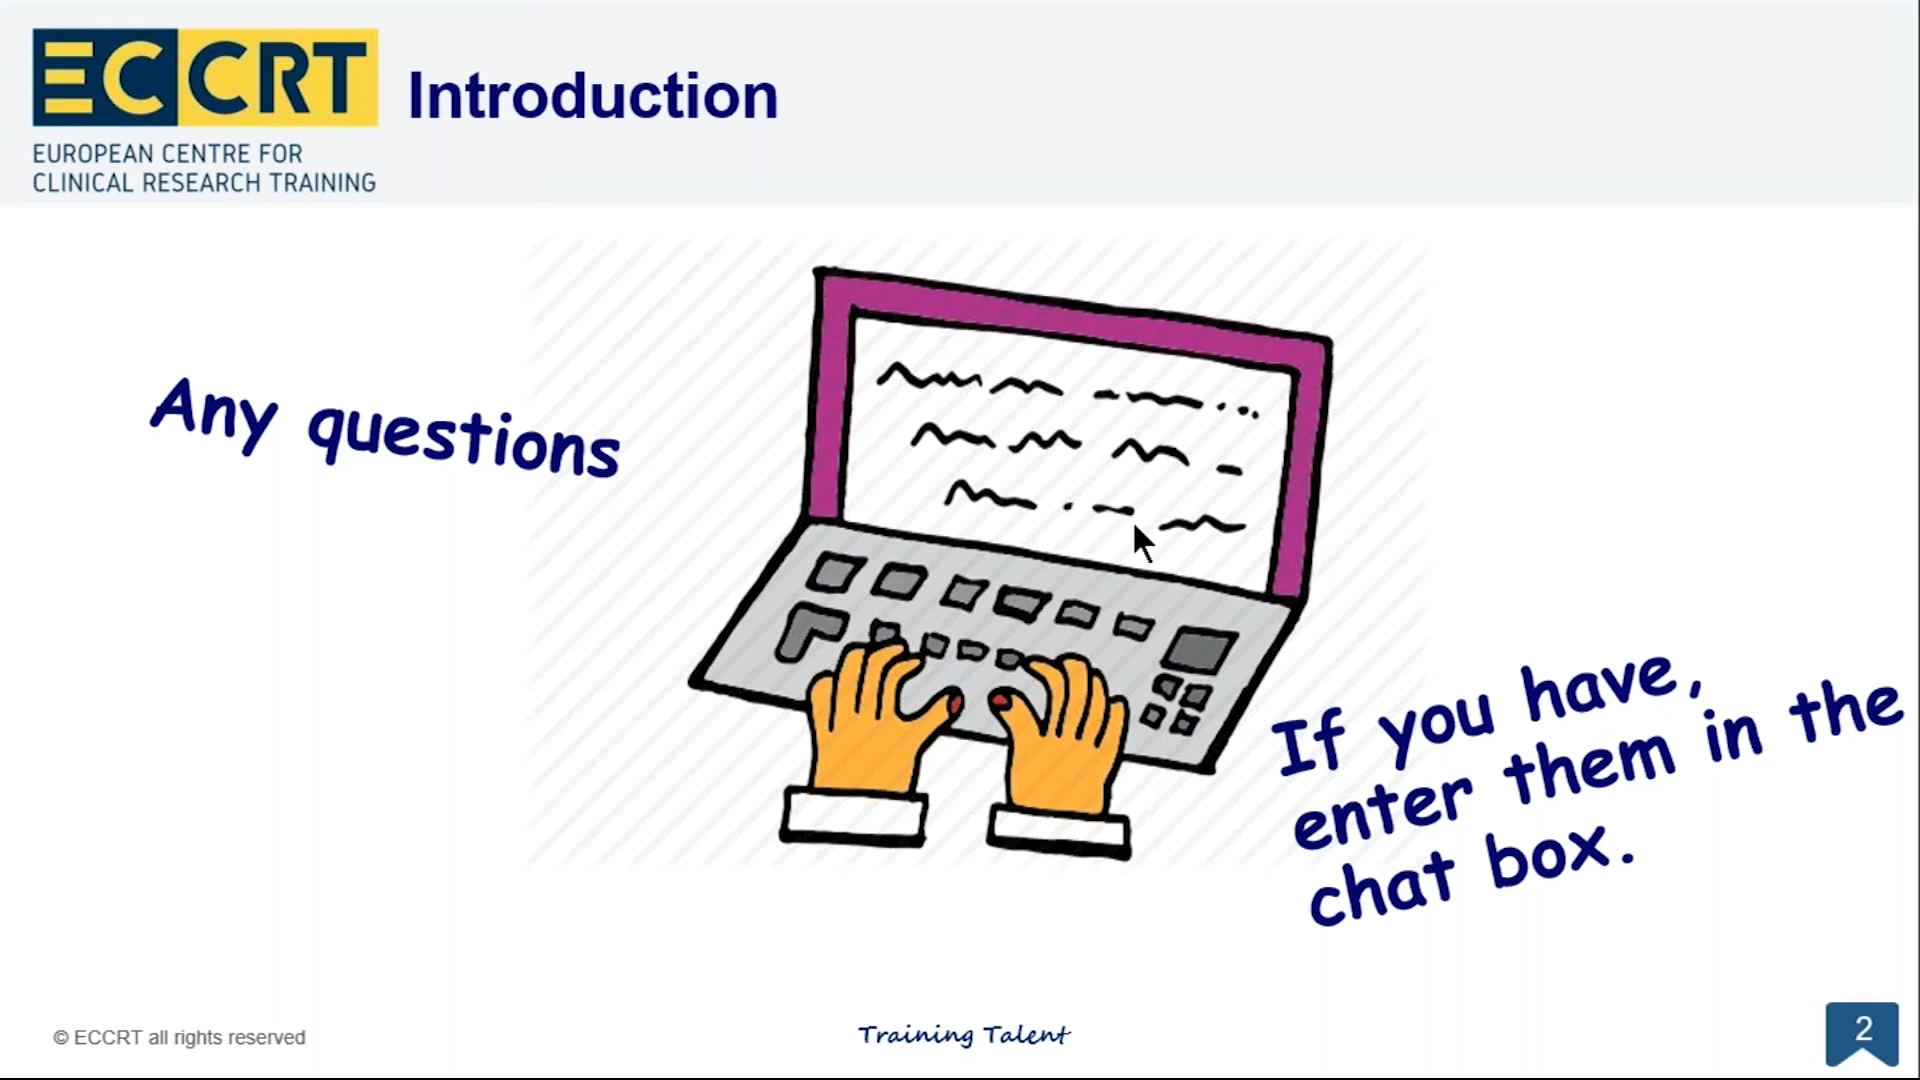 ECCRT
EUROPEAN CENTRE FOR
CLINICAL RESEARCH TRAINING
Introduction
Any questions
If you have,
enter them in the
chat box.
© ECCRT all rights reserved
Training Talent
2